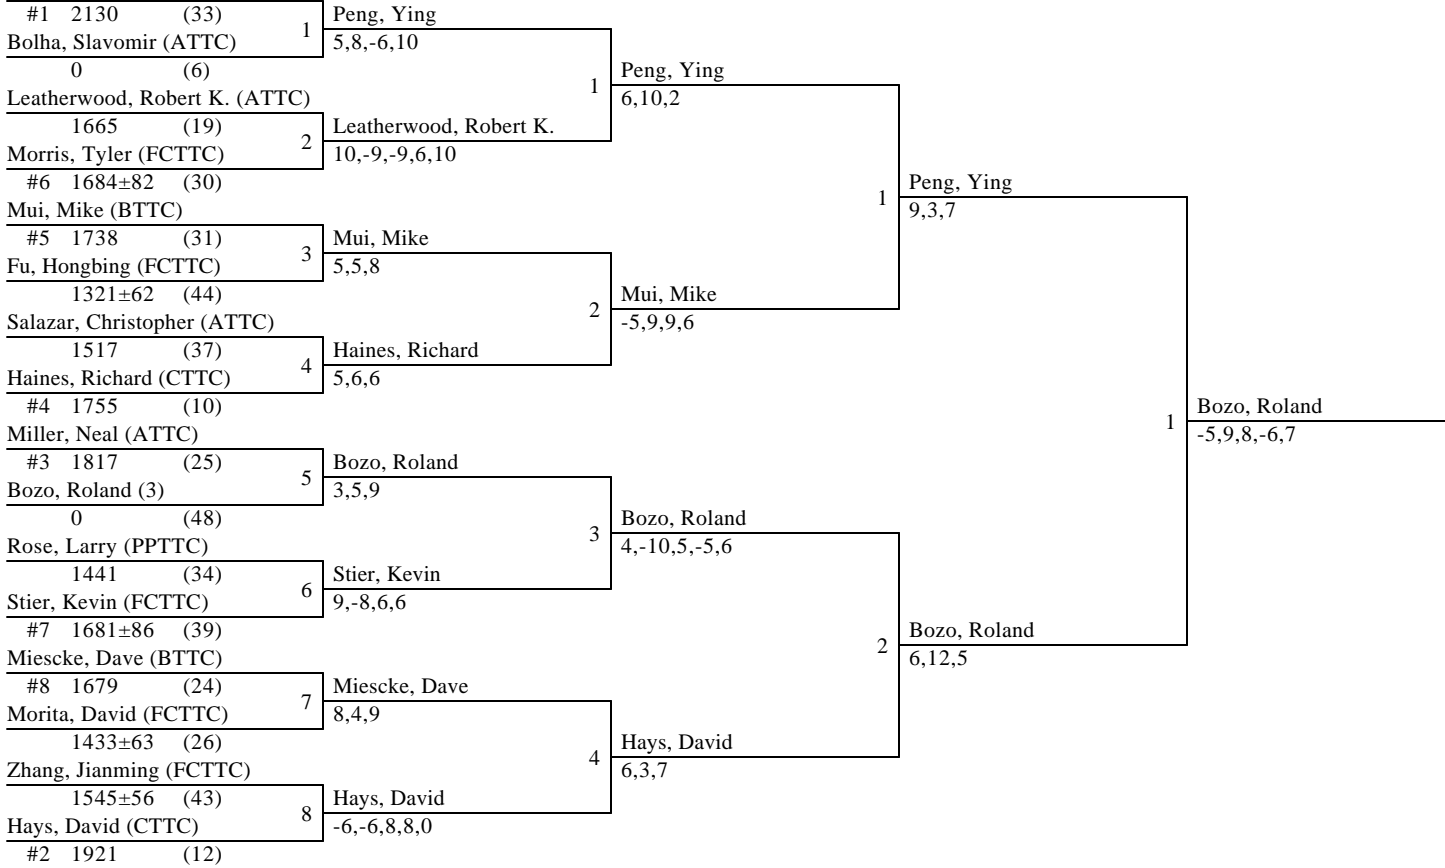 #1 2130 (33)
Bolha, Slavomir (ATTC)
0 (6)
Leatherwood, Robert K. (ATTC)
1665 (19)
Morris, Tyler (FCTTC)
#6 1684±82 (30)
Mui, Mike (BTTC)
#5 1738 (31)
Fu, Hongbing (FCTTC)
1321±62 (44)
Salazar, Christopher (ATTC)
1517 (37)
Haines, Richard (CTTC)
#4 1755 (10)
Miller, Neal (ATTC)
#3 1817 (25)
Bozo, Roland (3)
0 (48)
Rose, Larry (PPTTC)
1441 (34)
Stier, Kevin (FCTTC)
#7 1681±86 (39)
Miescke, Dave (BTTC)
#8 1679 (24)
Morita, David (FCTTC)
1433±63 (26)
Zhang, Jianming (FCTTC)
1545±56 (43)
Hays, David (CTTC)
#2 1921 (12)
1
Peng, Ying
5,8,-6,10
2
Leatherwood, Robert K.
10,-9,-9,6,10
3
Mui, Mike
5,5,8
4
Haines, Richard
5,6,6
5
Bozo, Roland
3,5,9
6
Stier, Kevin
9,-8,6,6
7
Miescke, Dave
8,4,9
8
Hays, David
-6,-6,8,8,0
1
Peng, Ying
6,10,2
2
Mui, Mike
-5,9,9,6
3
Bozo, Roland
4,-10,5,-5,6
4
Hays, David
6,3,7
1
Peng, Ying
9,3,7
2
Bozo, Roland
6,12,5
1
Bozo, Roland
-5,9,8,-6,7